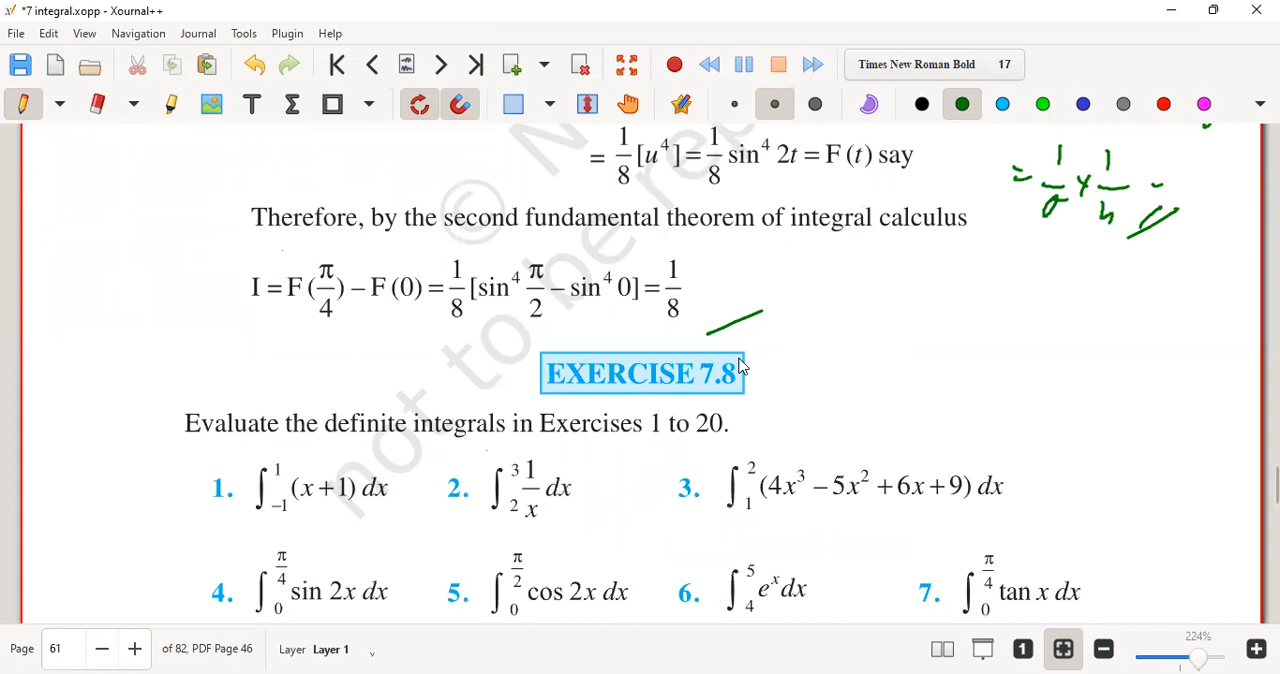 *7 integral.xopp - Xournal++
File Edit View Navigation Journal Tools Plugin Help
Times New Roman Bold 17
= 1/8 [u⁴] = 1/8 sin⁴ 2t = F (t) say
Therefore, by the second fundamental theorem of integral calculus
I = F (π/4) – F (0) = 1/8 [sin⁴ π/2 – sin⁴ 0] = 1/8
EXERCISE 7.8
Evaluate the definite integrals in Exercises 1 to 20.
1. ∫₋₁¹ (x + 1) dx 2. ∫₂³ 1/x dx 3. ∫₁² (4x³ – 5x² + 6x + 9) dx
4. ∫₀^(π/4) sin 2x dx 5. ∫₀^(π/2) cos 2x dx 6. ∫₄⁵ eˣ dx 7. ∫₀^(π/4) tan x dx
© N
not to be rep
Page 61 of 82, PDF Page 46 Layer Layer 1 1 224%